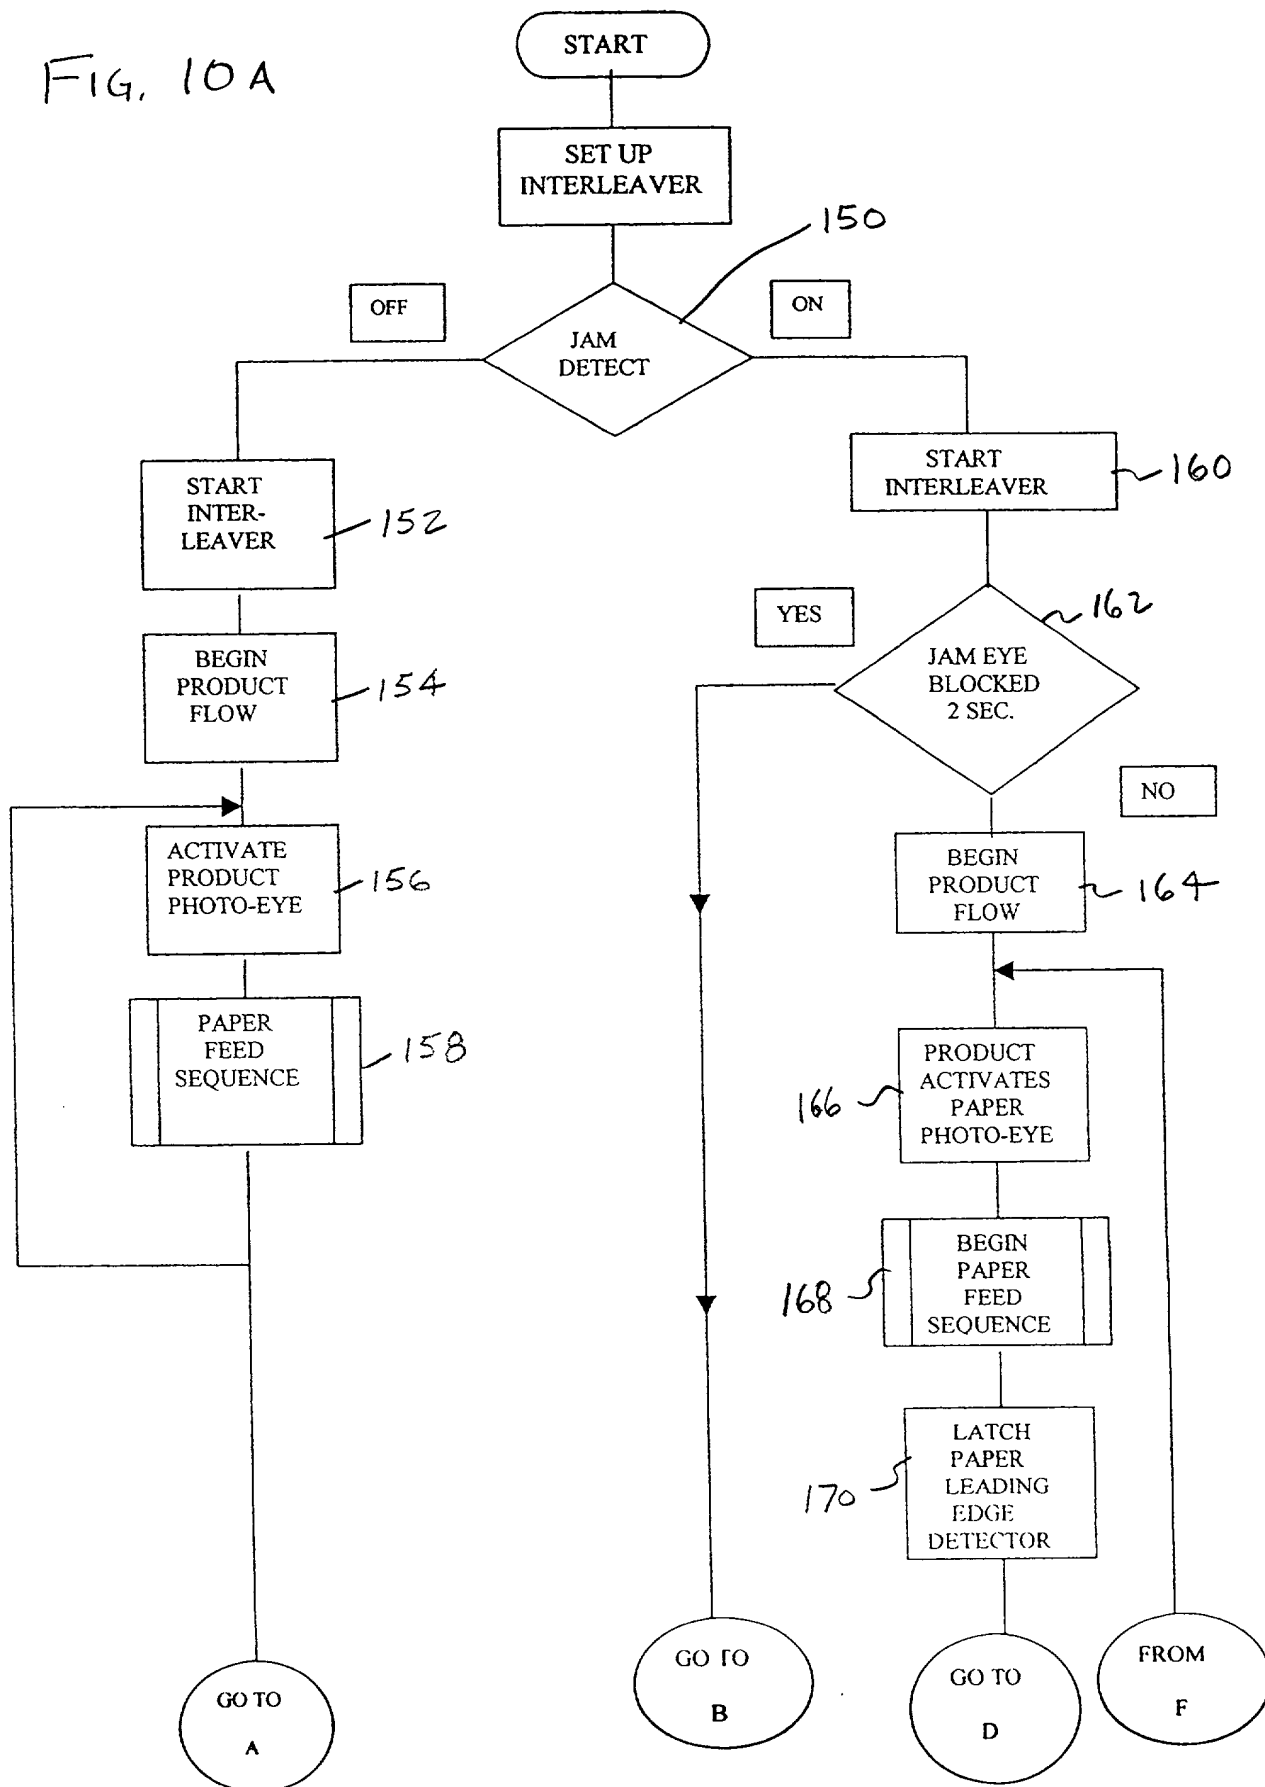 FIG. 10A
START
SET UP
INTERLEAVER
150
OFF
ON
JAM
DETECT
START
INTER-
LEAVER
152
START
INTERLEAVER
160
YES
162
JAM EYE
BLOCKED
2 SEC.
BEGIN
PRODUCT
FLOW
154
NO
ACTIVATE
PRODUCT
PHOTO-EYE
156
BEGIN
PRODUCT
FLOW
164
PAPER
FEED
SEQUENCE
158
PRODUCT
ACTIVATES
PAPER
PHOTO-EYE
166
BEGIN
PAPER
FEED
SEQUENCE
168
LATCH
PAPER
LEADING
EDGE
DETECTOR
170
GO TO
A
GO TO
B
GO TO
D
FROM
F